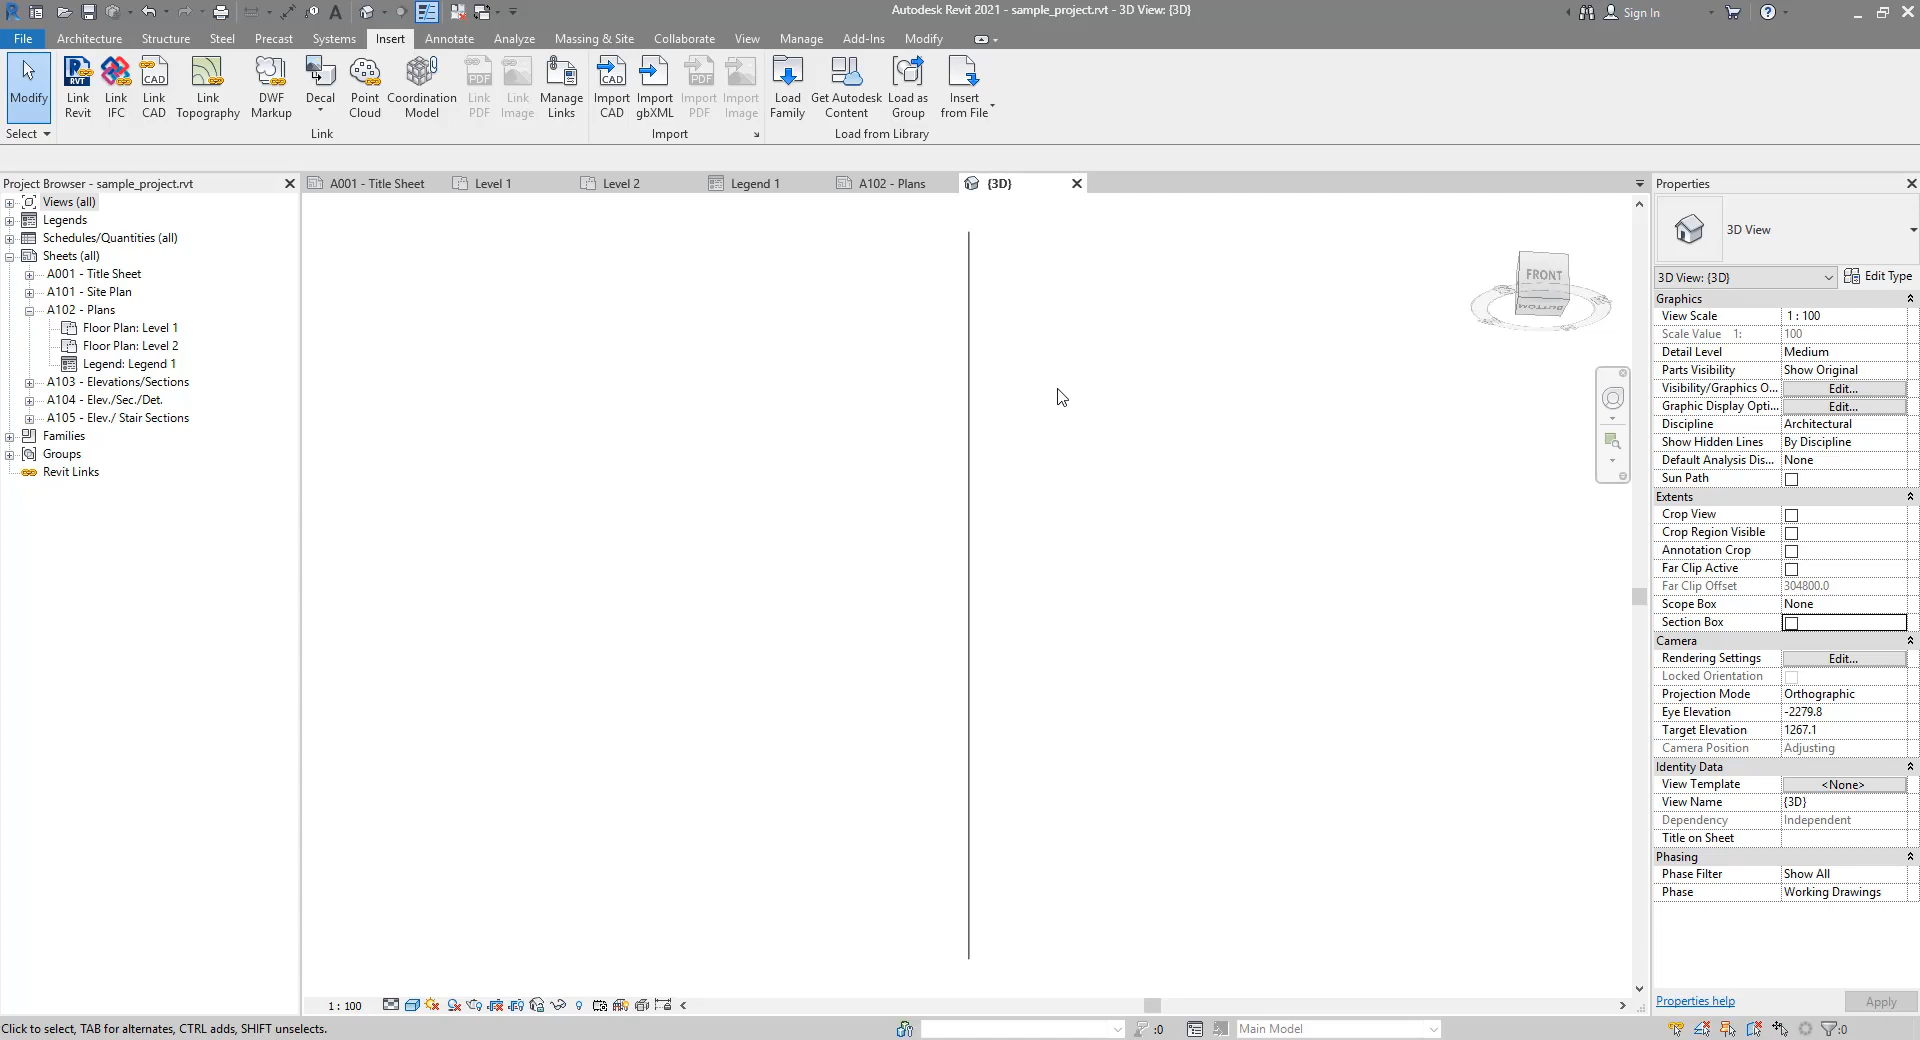 Autodesk Revit 2021 - sample_project.rvt - 3D View: {3D}
Sign In
File Architecture Structure Steel Precast Systems Insert Annotate Analyze Massing & Site Collaborate View Manage Add-Ins Modify
Modify
Link Revit
Link IFC
Link CAD
Link Topography
DWF Markup
Decal
Point Cloud
Coordination Model
Link PDF
Link Image
Manage Links
Import CAD
Import gbXML
Import PDF
Import Image
Load Family
Get Autodesk Content
Load as Group
Insert from File
Select
Link
Import
Load from Library
Project Browser - sample_project.rvt
Views (all)
Legends
Schedules/Quantities (all)
Sheets (all)
A001 - Title Sheet
A101 - Site Plan
A102 - Plans
Floor Plan: Level 1
Floor Plan: Level 2
Legend: Legend 1
A103 - Elevations/Sections
A104 - Elev./Sec./Det.
A105 - Elev./ Stair Sections
Families
Groups
Revit Links
A001 - Title Sheet
Level 1
Level 2
Legend 1
A102 - Plans
{3D}
FRONT
BOTTOM
Properties
3D View
3D View: {3D}
Edit Type
Graphics
View Scale 1 : 100
Scale Value 1: 100
Detail Level Medium
Parts Visibility Show Original
Visibility/Graphics O... Edit...
Graphic Display Opti... Edit...
Discipline Architectural
Show Hidden Lines By Discipline
Default Analysis Dis... None
Sun Path
Extents
Crop View
Crop Region Visible
Annotation Crop
Far Clip Active
Far Clip Offset 304800.0
Scope Box None
Section Box
Camera
Rendering Settings Edit...
Locked Orientation
Projection Mode Orthographic
Eye Elevation -2279.8
Target Elevation 1267.1
Camera Position Adjusting
Identity Data
View Template <None>
View Name {3D}
Dependency Independent
Title on Sheet
Phasing
Phase Filter Show All
Phase Working Drawings
Properties help
Apply
1 : 100
Click to select, TAB for alternates, CTRL adds, SHIFT unselects.
:0
Main Model
:0